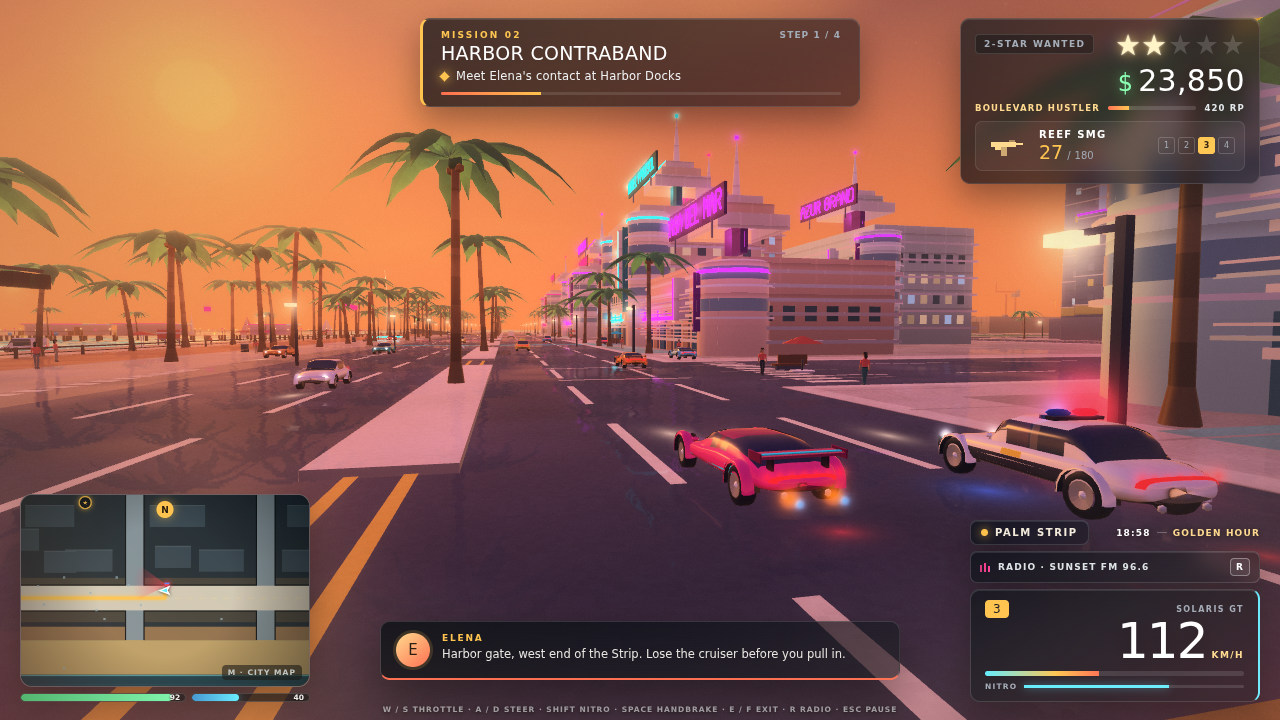 MISSION 02
STEP 1 / 4
HARBOR CONTRABAND
Meet Elena's contact at Harbor Docks
2-STAR WANTED
$ 23,850
BOULEVARD HUSTLER
420 RP
REEF SMG
27 / 180
1 2 3 4
N
M · CITY MAP
92
40
E
ELENA
Harbor gate, west end of the Strip. Lose the cruiser before you pull in.
W / S THROTTLE · A / D STEER · SHIFT NITRO · SPACE HANDBRAKE · E / F EXIT · R RADIO · ESC PAUSE
PALM STRIP
18:58 — GOLDEN HOUR
RADIO · SUNSET FM 96.6
R
3
SOLARIS GT
112 KM/H
NITRO